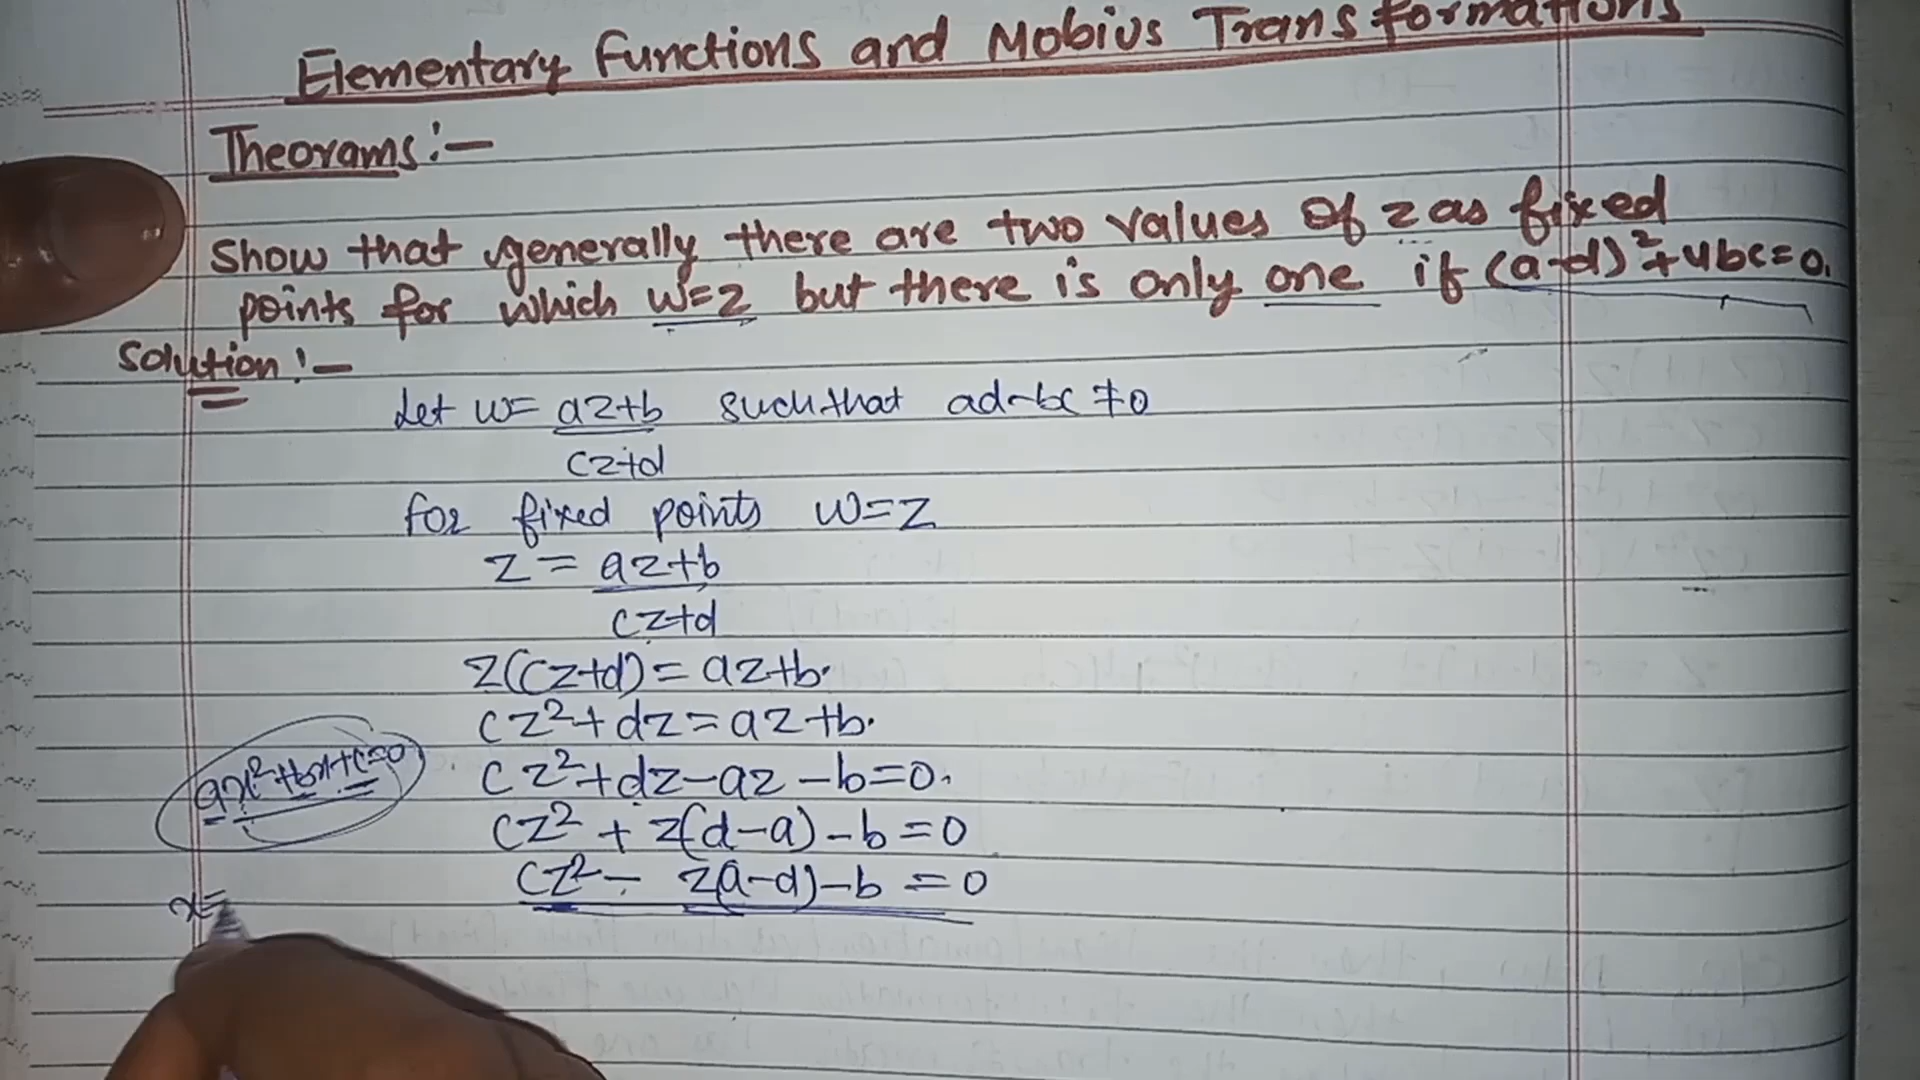 Elementary Functions and Mobius Transformations
Theorams:-
Show that generally there are two values of z as fixed
points for which w=z but there is only one if (a-d)²+4bc=0.
Solution:-
Let w= az+b such that ad-bc ≠0
cz+d
for fixed points w=z
z = az+b
cz+d
z(cz+d)= az+b.
cz²+dz=az+b.
cz²+dz-az-b=0.
ax²+bx+c=0
cz² + z(d-a)-b=0
cz²- z(a-d)-b=0
x=